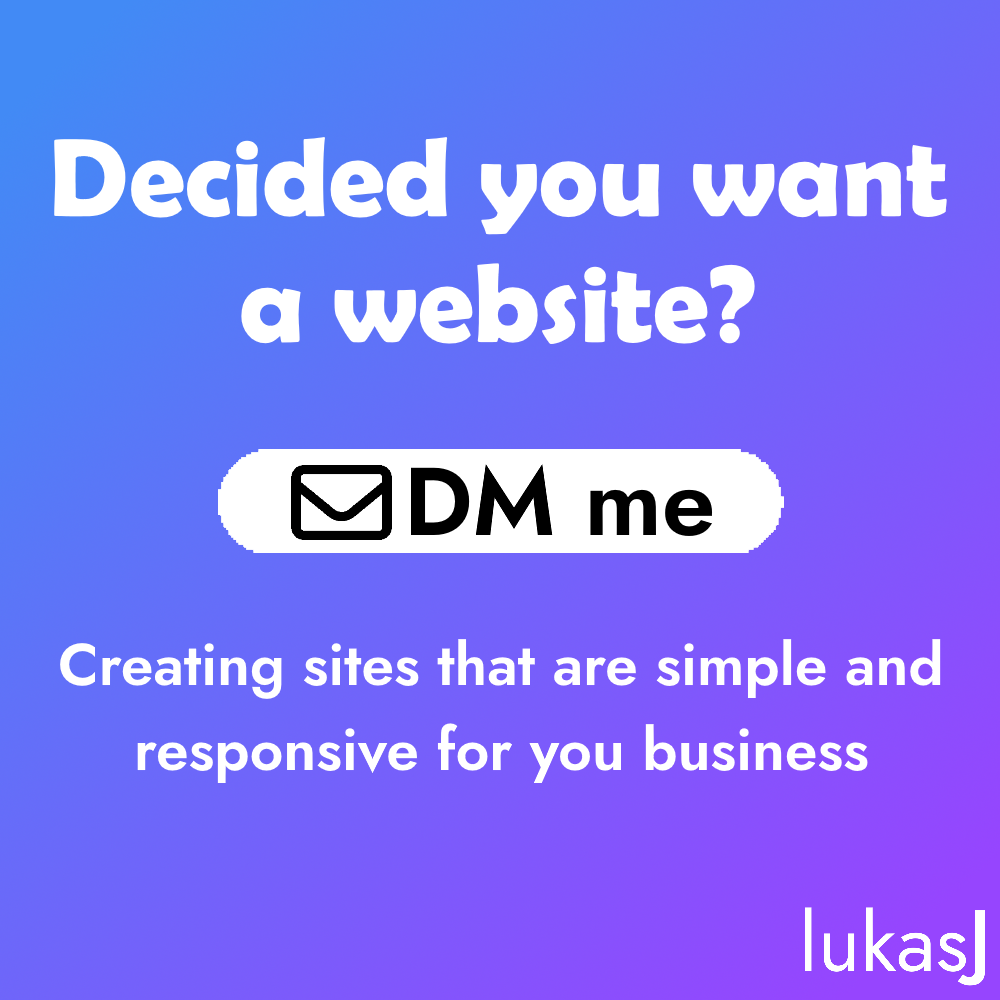 Decided you want
a website?
DM me
Creating sites that are simple and
responsive for you business
lukasJ